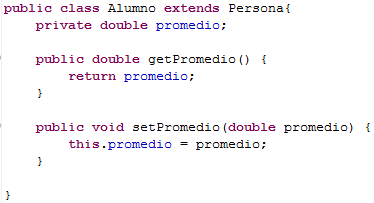 public class Alumno extends Persona{
    private double promedio;

    public double getPromedio() {
        return promedio;
    }

    public void setPromedio(double promedio) {
        this.promedio = promedio;
    }

}